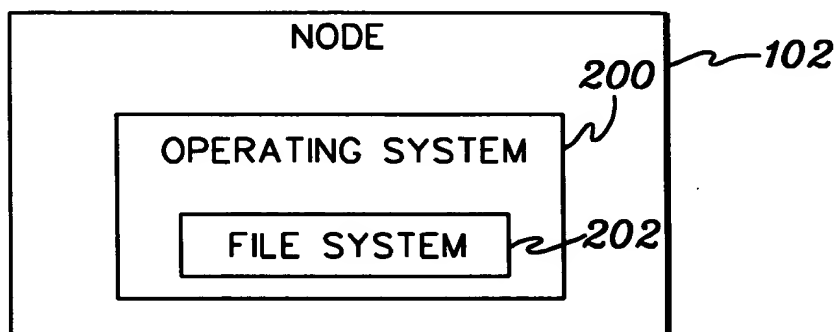 NODE
102
200
OPERATING SYSTEM
FILE SYSTEM
202